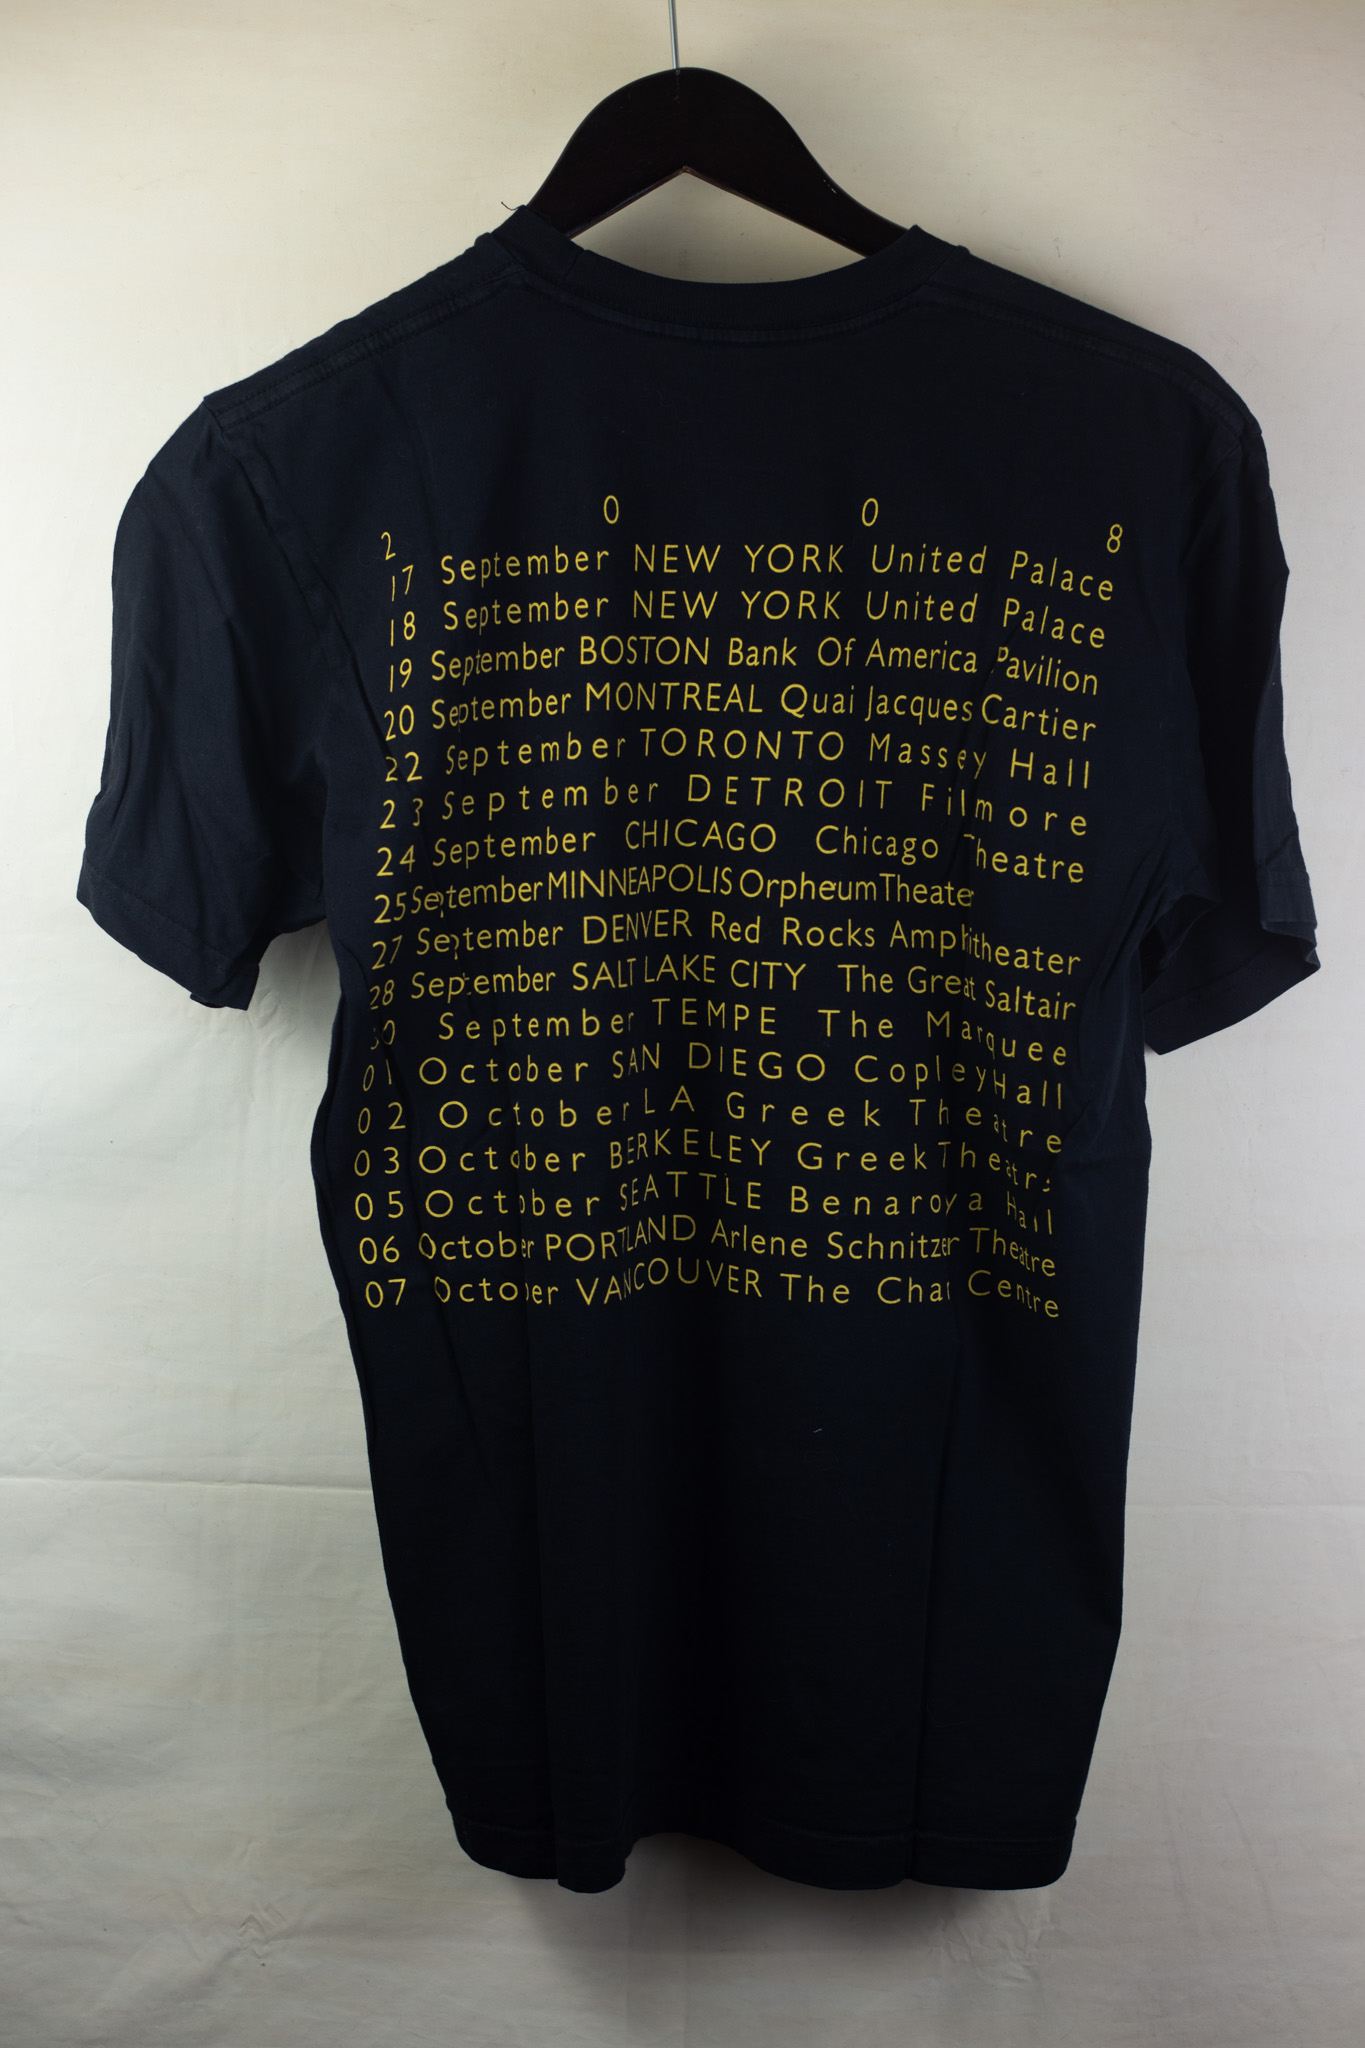 2 0 0 8
17 September NEW YORK United Palace
18 September NEW YORK United Palace
19 September BOSTON Bank Of America Pavilion
20 September MONTREAL Quai Jacques Cartier
22 September TORONTO Massey Hall
23 September DETROIT Filmore
24 September CHICAGO Chicago Theatre
25 September MINNEAPOLIS Orpheum Theater
27 September DENVER Red Rocks Amphitheater
28 September SALT LAKE CITY The Great Saltair
30 September TEMPE The Marquee
01 October SAN DIEGO Copley Hall
02 October LA Greek Theatre
03 October BERKELEY Greek Theatre
05 October SEATTLE Benaroya Hall
06 October PORTLAND Arlene Schnitzer Theatre
07 October VANCOUVER The Chan Centre